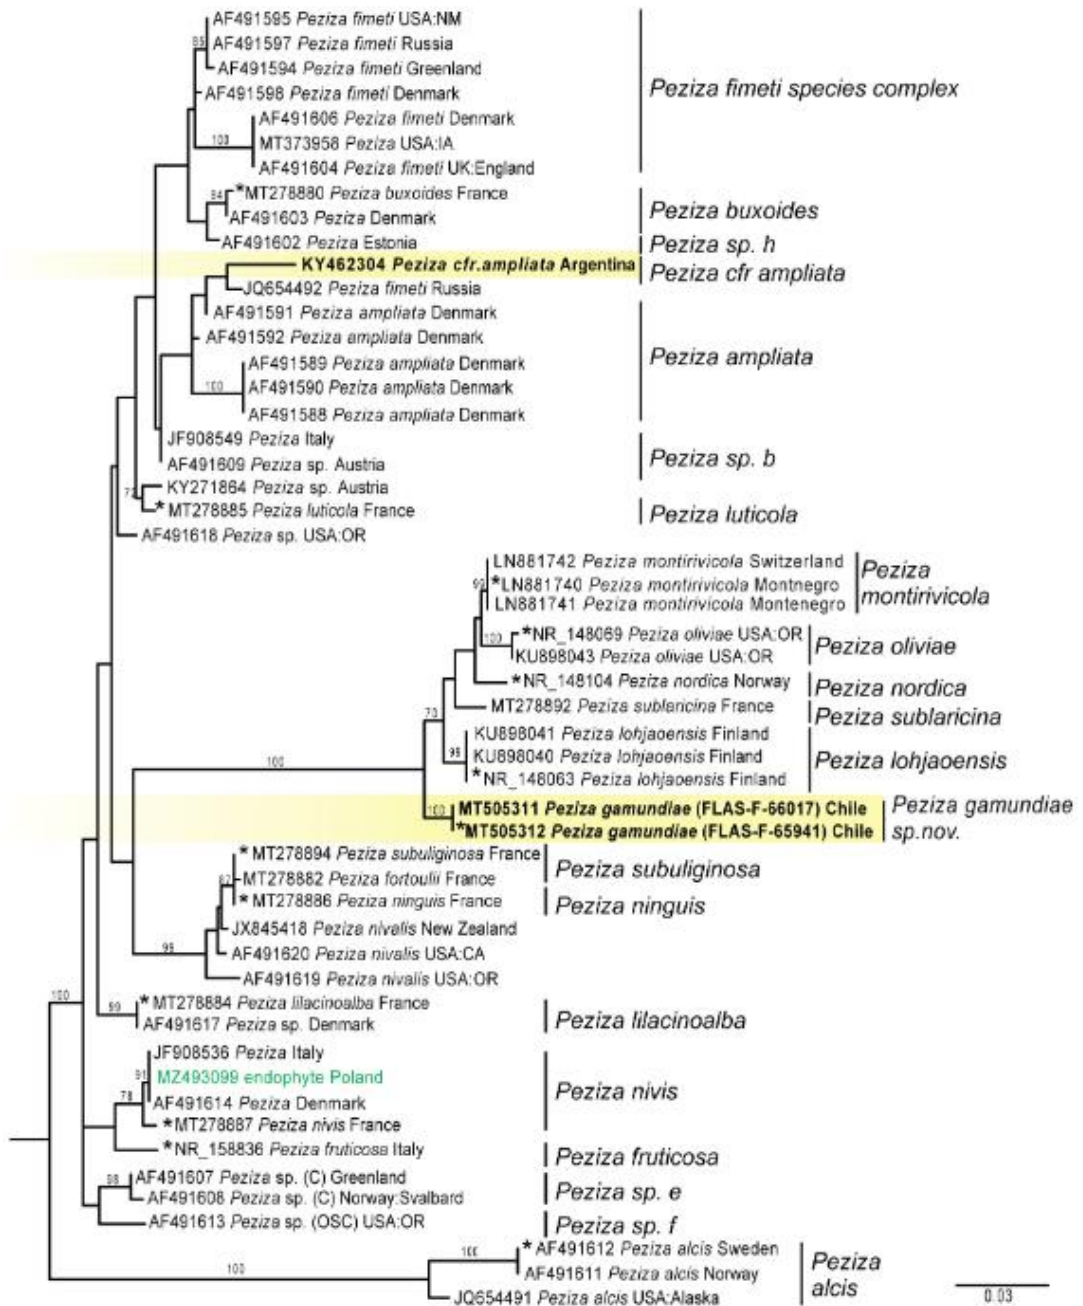 AF491595 Peziza fimeti USA:NM
85
AF491597 Peziza fimeti Russia
AF491594 Peziza fimeti Greenland
AF491598 Peziza fimeti Denmark
Peziza fimeti species complex
AF491606 Peziza fimeti Denmark
100
MT373958 Peziza USA:IA
AF491604 Peziza fimeti UK:England
84
*MT278880 Peziza buxoides France
AF491603 Peziza Denmark
Peziza buxoides
AF491602 Peziza Estonia
Peziza sp. h
KY462304 Peziza cfr.ampliata Argentina
Peziza cfr ampliata
JQ654492 Peziza fimeti Russia
AF491591 Peziza ampliata Denmark
AF491592 Peziza ampliata Denmark
Peziza ampliata
AF491589 Peziza ampliata Denmark
100
AF491590 Peziza ampliata Denmark
AF491588 Peziza ampliata Denmark
JF908549 Peziza Italy
Peziza sp. b
AF491609 Peziza sp. Austria
KY271864 Peziza sp. Austria
*MT278885 Peziza luticola France
Peziza luticola
AF491618 Peziza sp. USA:OR
LN881742 Peziza montirivicola Switzerland
*LN881740 Peziza montirivicola Montnegro
LN881741 Peziza montirivicola Montenegro
Peziza
montirivicola
100
*NR_148069 Peziza oliviae USA:OR
KU898043 Peziza oliviae USA:OR
Peziza oliviae
*NR_148104 Peziza nordica Norway
Peziza nordica
MT278892 Peziza sublaricina France
Peziza sublaricina
70
KU898041 Peziza lohjaoensis Finland
98
KU898040 Peziza lohjaoensis Finland
*NR_148063 Peziza lohjaoensis Finland
Peziza lohjaoensis
100
100
MT505311 Peziza gamundiae (FLAS-F-66017) Chile
*MT505312 Peziza gamundiae (FLAS-F-65941) Chile
Peziza gamundiae
sp.nov.
*MT278894 Peziza subuliginosa France
Peziza subuliginosa
MT278882 Peziza fortoulii France
*MT278886 Peziza ninguis France
Peziza ninguis
JX845418 Peziza nivalis New Zealand
98
AF491620 Peziza nivalis USA:CA
AF491619 Peziza nivalis USA:OR
100
99
*MT278884 Peziza lilacinoalba France
AF491617 Peziza sp. Denmark
Peziza lilacinoalba
JF908536 Peziza Italy
91
MZ493099 endophyte Poland
78
AF491614 Peziza Denmark
Peziza nivis
*MT278887 Peziza nivis France
*NR_158836 Peziza fruticosa Italy
Peziza fruticosa
98
AF491607 Peziza sp. (C) Greenland
AF491608 Peziza sp. (C) Norway:Svalbard
Peziza sp. e
AF491613 Peziza sp. (OSC) USA:OR
Peziza sp. f
100
*AF491612 Peziza alcis Sweden
100
AF491611 Peziza alcis Norway
JQ654491 Peziza alcis USA:Alaska
Peziza
alcis
0.03